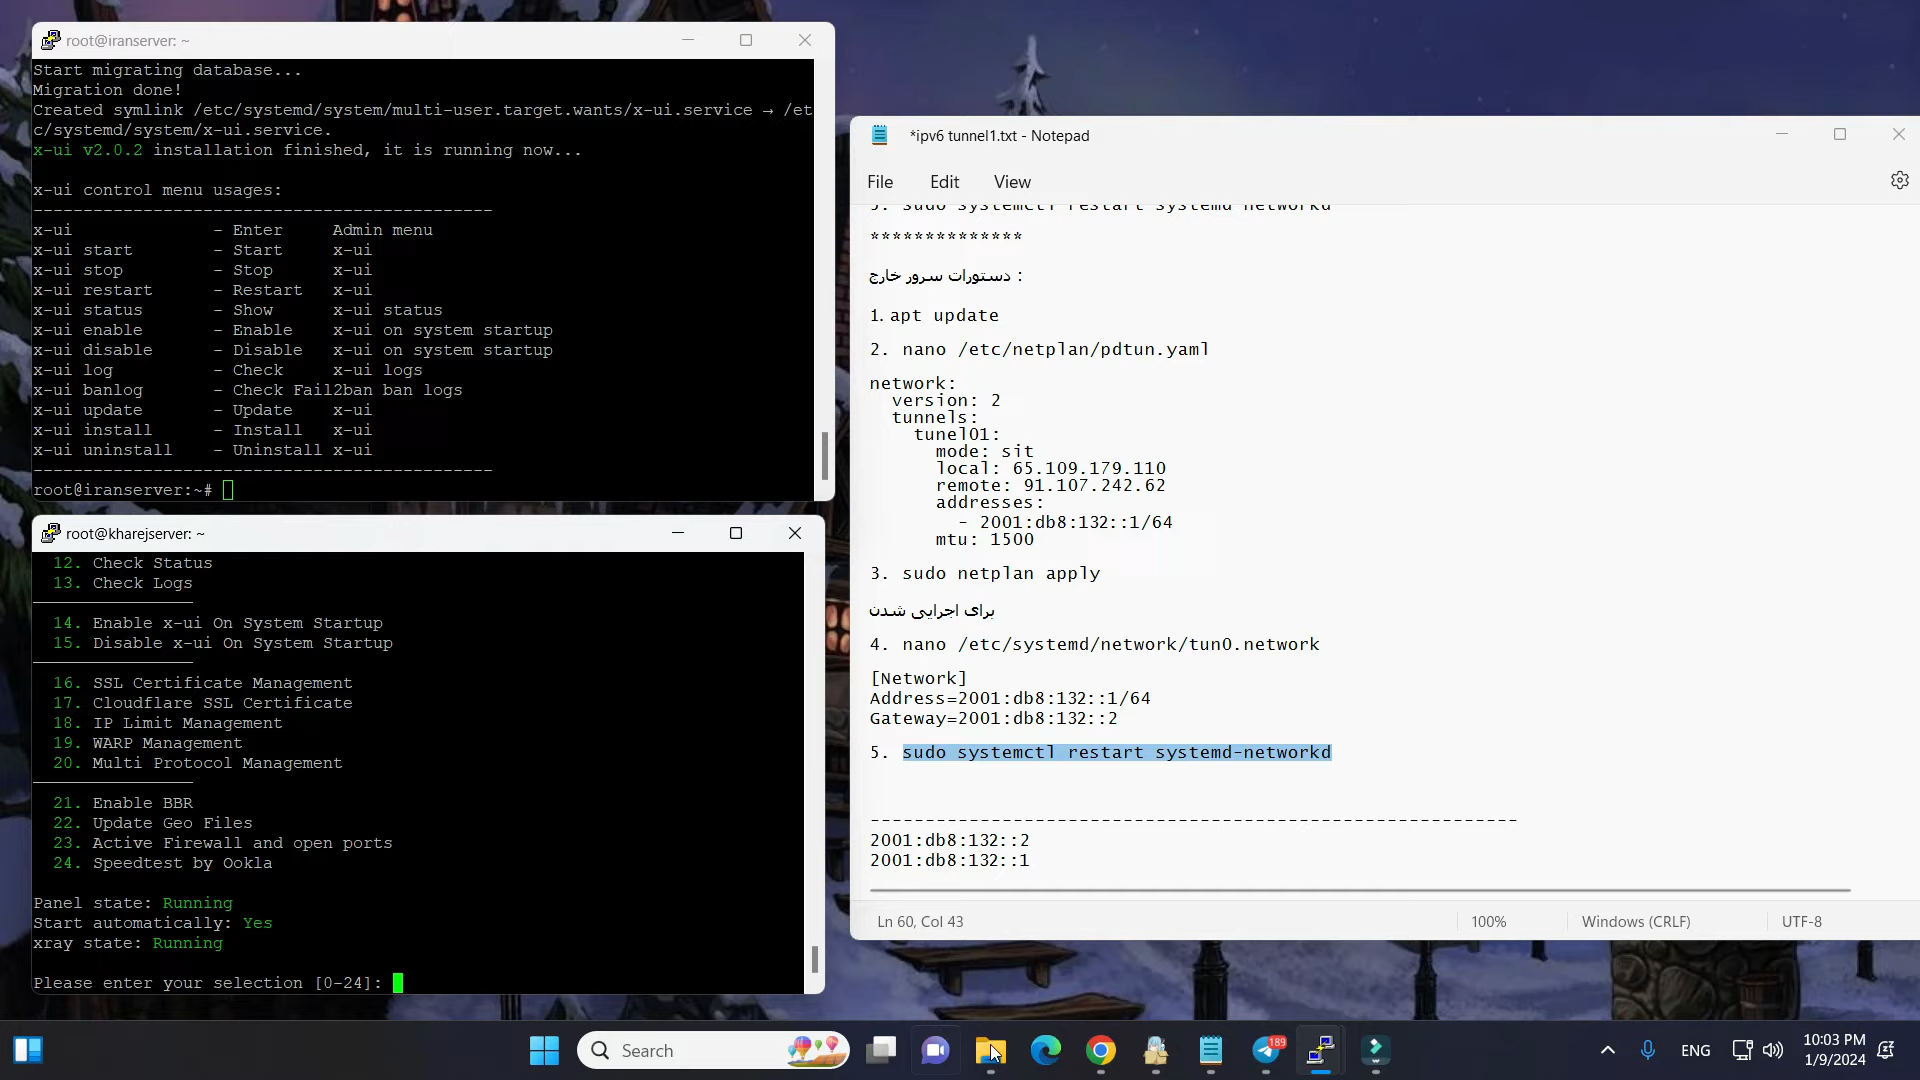 root@iranserver: ~
Start migrating database...
Migration done!
Created symlink /etc/systemd/system/multi-user.target.wants/x-ui.service → /et
c/systemd/system/x-ui.service.
x-ui v2.0.2 installation finished, it is running now...
x-ui control menu usages:
----------------------------------------------
x-ui              - Enter     Admin menu
x-ui start        - Start     x-ui
x-ui stop         - Stop      x-ui
x-ui restart      - Restart   x-ui
x-ui status       - Show      x-ui status
x-ui enable       - Enable    x-ui on system startup
x-ui disable      - Disable   x-ui on system startup
x-ui log          - Check     x-ui logs
x-ui banlog       - Check Fail2ban ban logs
x-ui update       - Update    x-ui
x-ui install      - Install   x-ui
x-ui uninstall    - Uninstall x-ui
----------------------------------------------
root@iranserver:~#
root@kharejserver: ~
12. Check Status
13. Check Logs
————————————————
14. Enable x-ui On System Startup
15. Disable x-ui On System Startup
————————————————
16. SSL Certificate Management
17. Cloudflare SSL Certificate
18. IP Limit Management
19. WARP Management
20. Multi Protocol Management
————————————————
21. Enable BBR
22. Update Geo Files
23. Active Firewall and open ports
24. Speedtest by Ookla
Panel state: Running
Start automatically: Yes
xray state: Running
Please enter your selection [0-24]:
*ipv6 tunnel1.txt - Notepad
File Edit View
5. sudo systemctl restart systemd-networkd
**************
دستورات سرور خارج :
1. apt update
2. nano /etc/netplan/pdtun.yaml
network:
  version: 2
  tunnels:
    tunel01:
      mode: sit
      local: 65.109.179.110
      remote: 91.107.242.62
      addresses:
        - 2001:db8:132::1/64
      mtu: 1500
3. sudo netplan apply
برای اجرایی شدن
4. nano /etc/systemd/network/tun0.network
[Network]
Address=2001:db8:132::1/64
Gateway=2001:db8:132::2
5. sudo systemctl restart systemd-networkd
-----------------------------------------------------------
2001:db8:132::2
2001:db8:132::1
Ln 60, Col 43 100% Windows (CRLF) UTF-8
Search
189
ENG
10:03 PM
1/9/2024